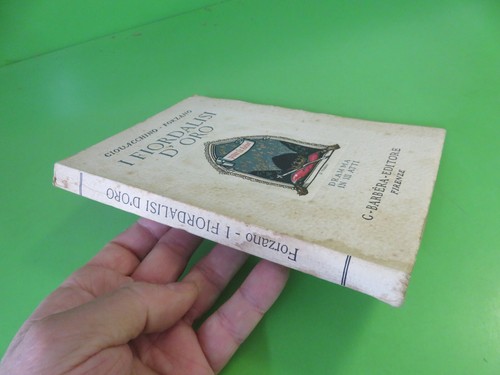 GIOVACCHINO · FORZANO
I FIORDALISI
D'ORO
DRAMMA
IN III ATTI
G · BARBÈRA · EDITORE
FIRENZE
Forzano - I FIORDALISI D'ORO